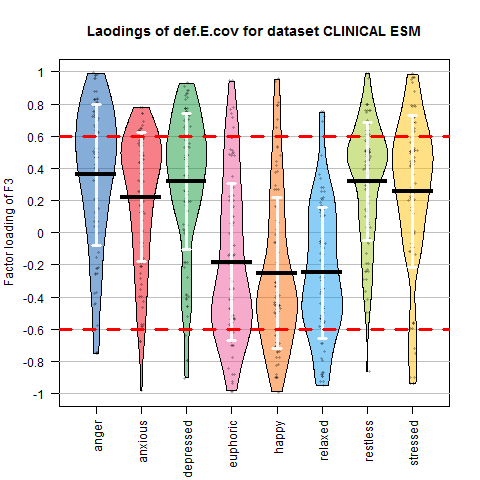 Laodings of def.E.cov for dataset CLINICAL ESM
Factor loading of F3
1
0.8
0.6
0.4
0.2
0
-0.2
-0.4
-0.6
-0.8
-1
anger
anxious
depressed
euphoric
happy
relaxed
restless
stressed